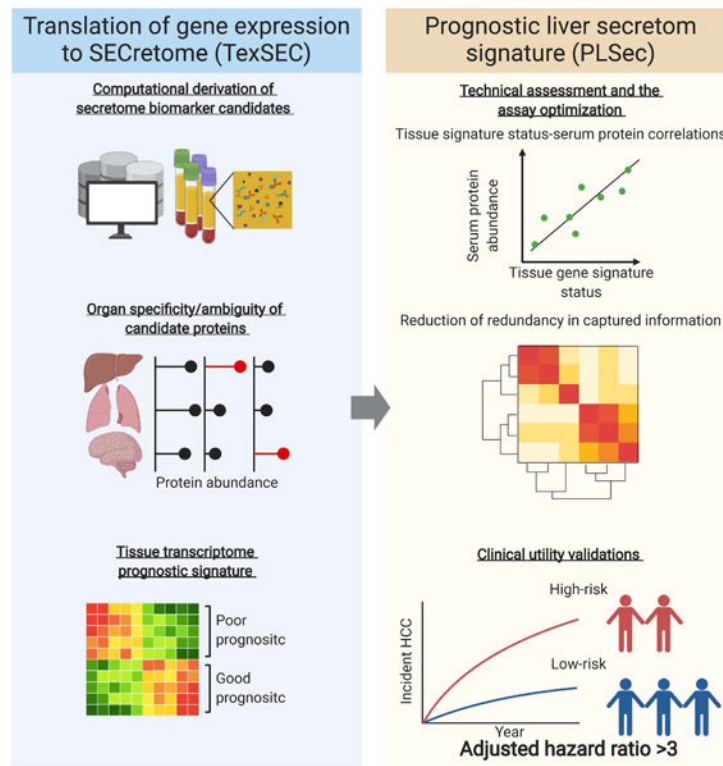 Translation of gene expression
to SECretome (TexSEC)
Computational derivation of
secretome biomarker candidates
Organ specificity/ambiguity of
candidate proteins
Protein abundance
Tissue transcriptome
prognostic signature
Poor
prognositc
Good
prognositc
Prognostic liver secretom
signature (PLSec)
Technical assessment and the
assay optimization
Tissue signature status-serum protein correlations
Serum protein
abundance
Tissue gene signature
status
Reduction of redundancy in captured information
Clinical utility validations
High-risk
Low-risk
Incident HCC
Year
Adjusted hazard ratio >3